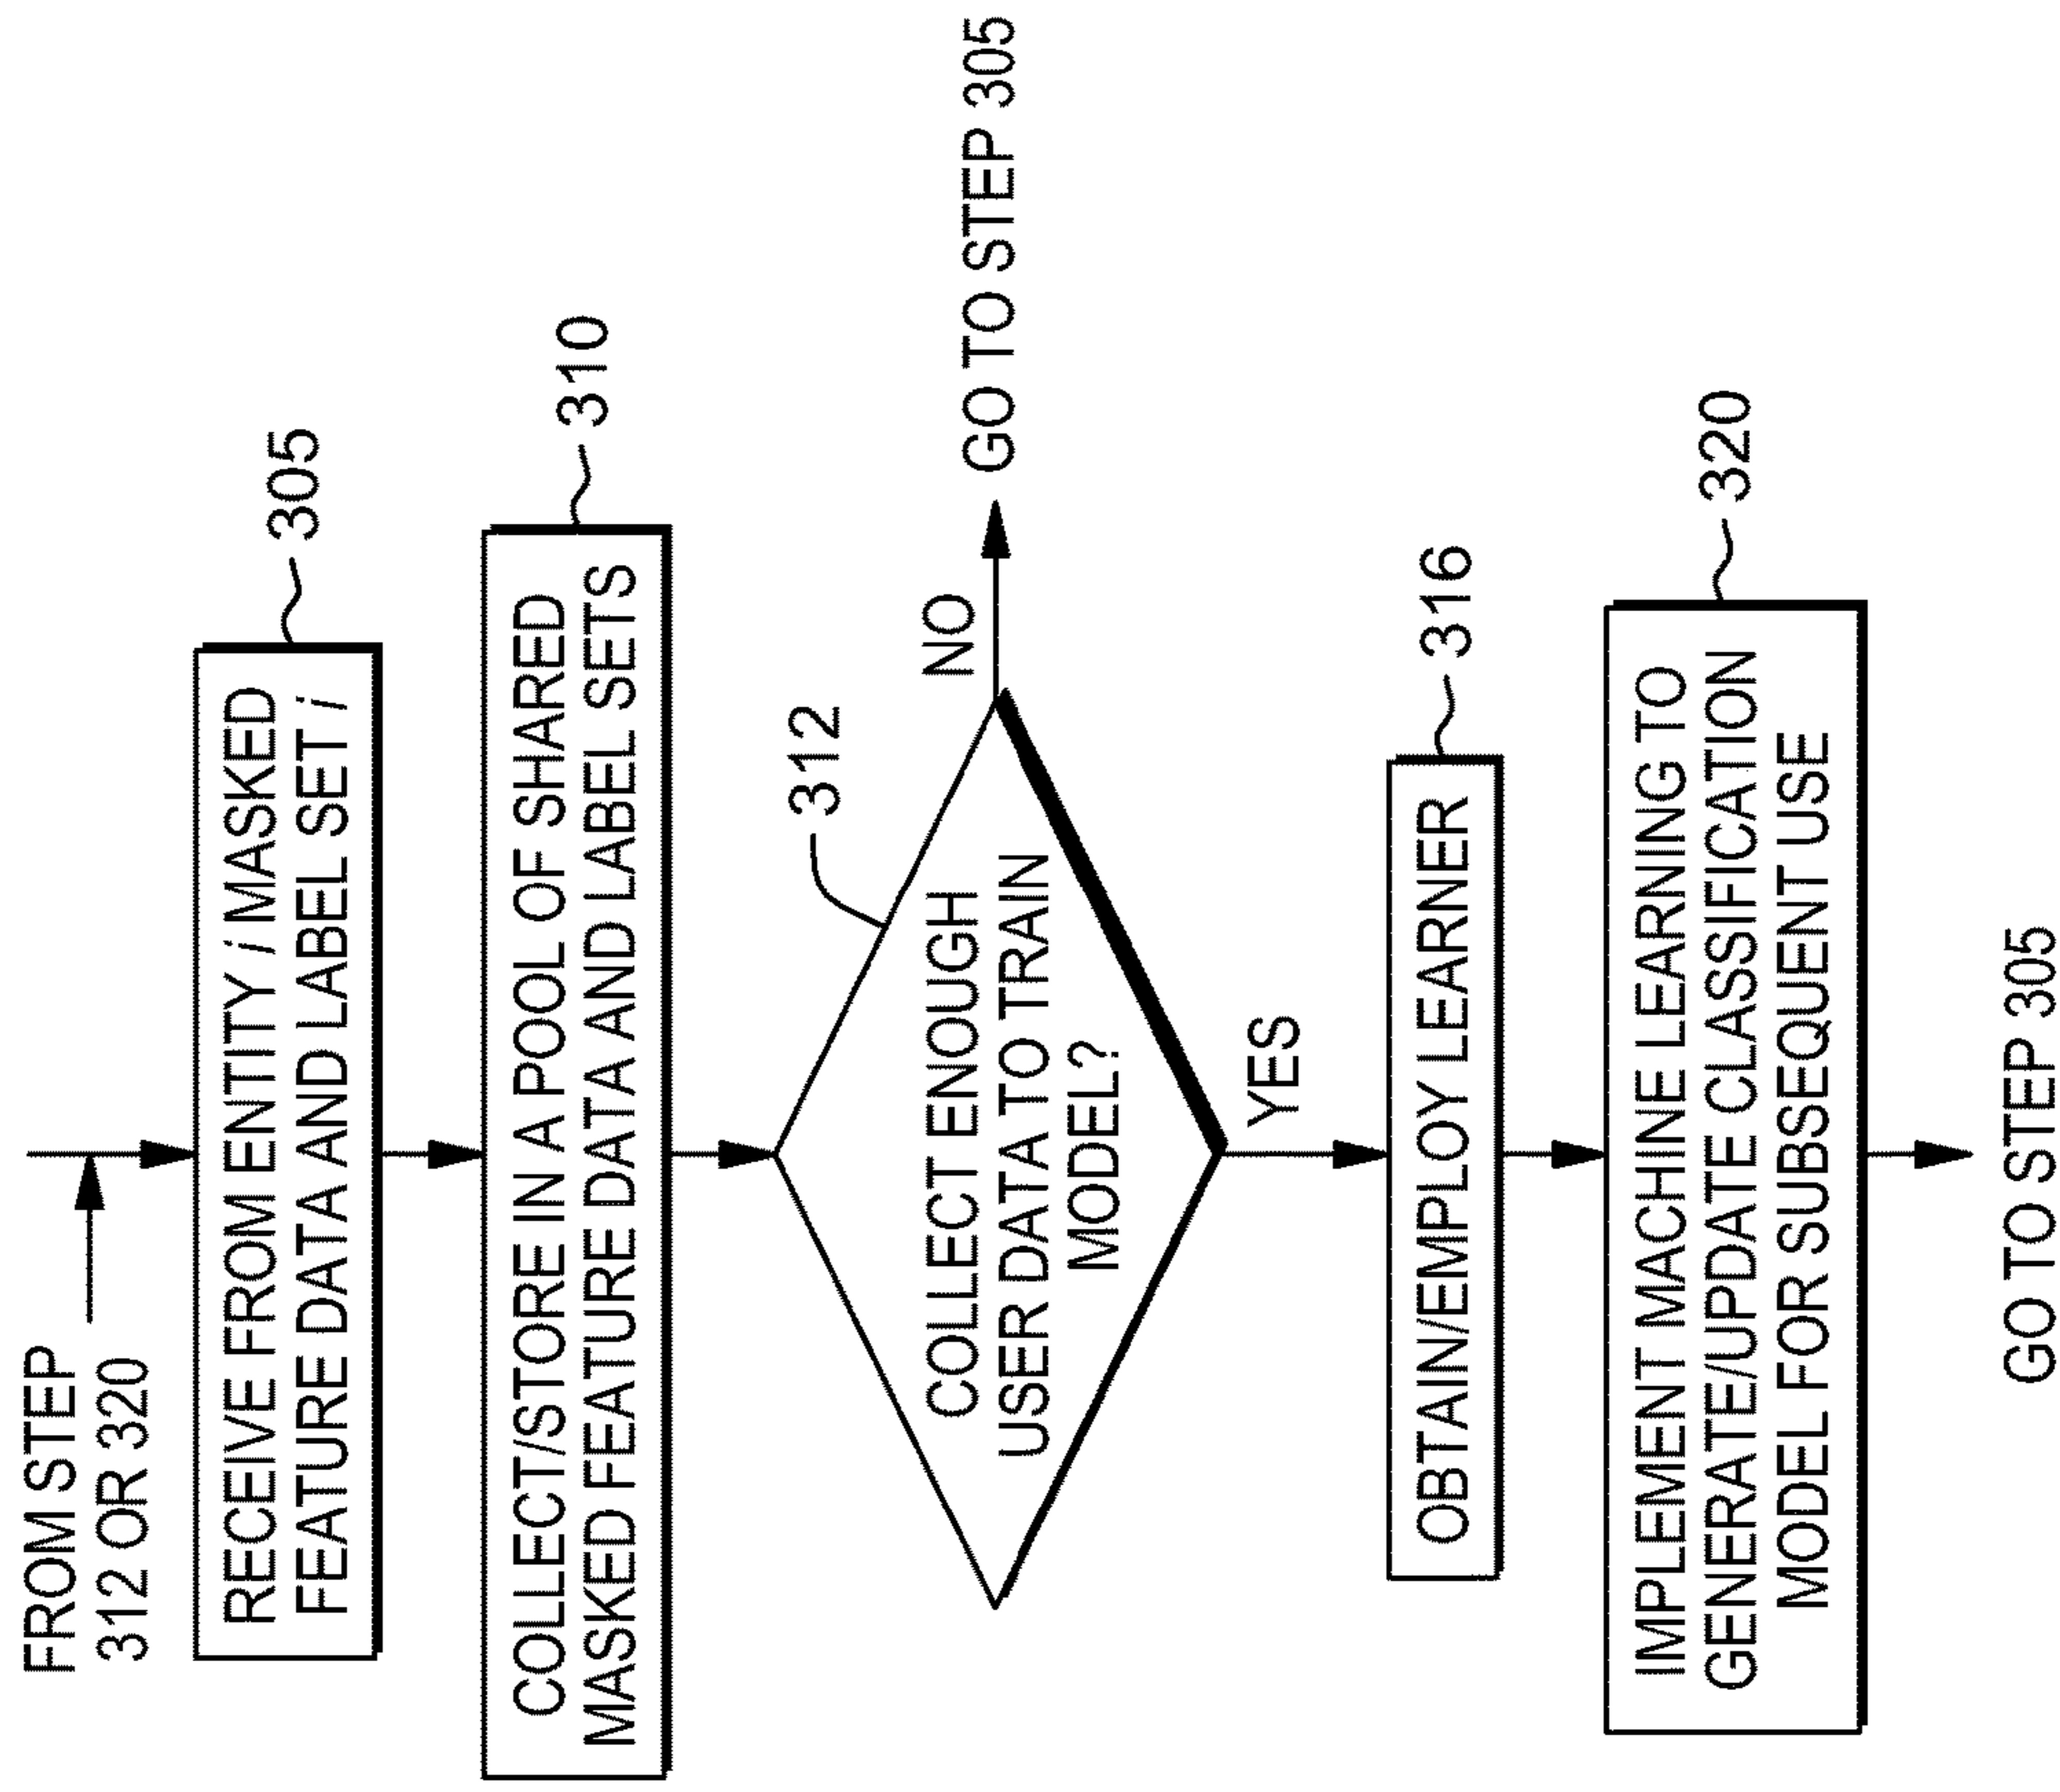 FROM STEP
312 OR 320
RECEIVE FROM ENTITY i MASKED
FEATURE DATA AND LABEL SET i
305
COLLECT/STORE IN A POOL OF SHARED
MASKED FEATURE DATA AND LABEL SETS
310
312
COLLECT ENOUGH
USER DATA TO TRAIN
MODEL?
NO
GO TO STEP 305
YES
OBTAIN/EMPLOY LEARNER
316
IMPLEMENT MACHINE LEARNING TO
GENERATE/UPDATE CLASSIFICATION
MODEL FOR SUBSEQUENT USE
320
GO TO STEP 305